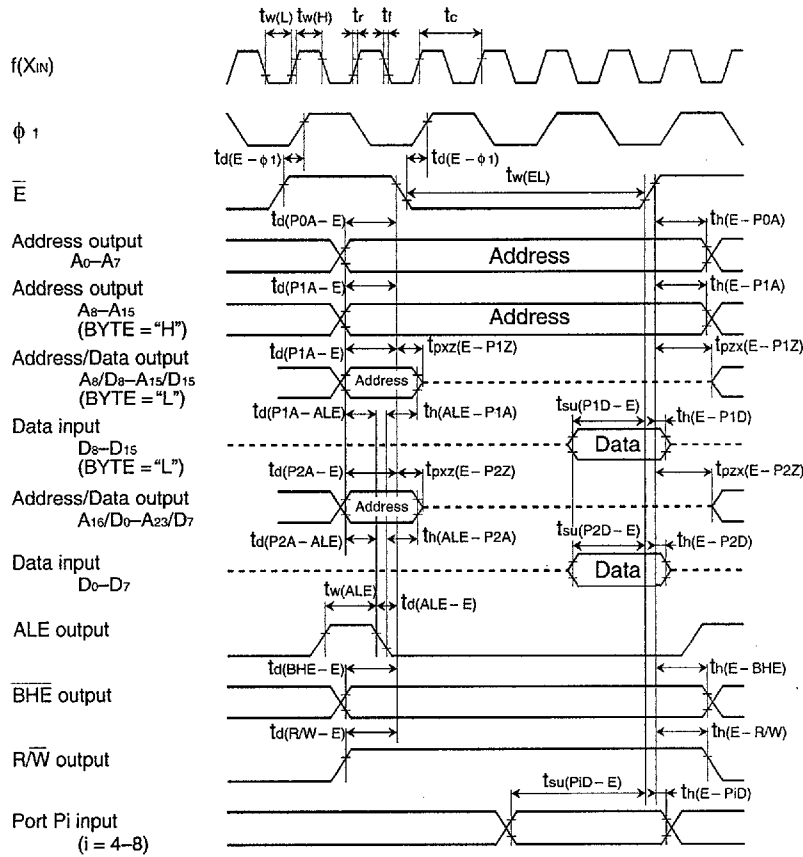 tw(L) tw(H) tr tf tc
f(XIN)
ϕ 1
td(E – ϕ1) td(E – ϕ1)
tw(EL)
E̅
td(P0A – E) th(E – P0A)
Address output
A0–A7
Address
td(P1A – E) th(E – P1A)
Address output
A8–A15
(BYTE = “H”)
Address
td(P1A – E) tpxz(E – P1Z) tpzx(E – P1Z)
Address/Data output
A8/D8–A15/D15
(BYTE = “L”)
Address
td(P1A – ALE) th(ALE – P1A) tsu(P1D – E) th(E – P1D)
Data input
D8–D15
(BYTE = “L”)
Data
td(P2A – E) tpxz(E – P2Z) tpzx(E – P2Z)
Address/Data output
A16/D0–A23/D7
Address
td(P2A – ALE) th(ALE – P2A) tsu(P2D – E) th(E – P2D)
Data input
D0–D7
Data
tw(ALE) td(ALE – E)
ALE output
td(BHE – E) th(E – BHE)
B̅H̅E̅ output
td(R/W – E) th(E – R/W)
R/W̅ output
tsu(PiD – E) th(E – PiD)
Port Pi input
(i = 4–8)